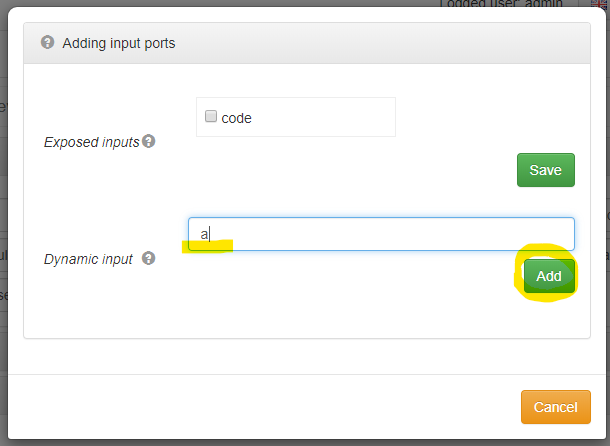 Logged user: admin
Adding input ports
code
Exposed inputs
Save
a
Dynamic input
Add
Cancel